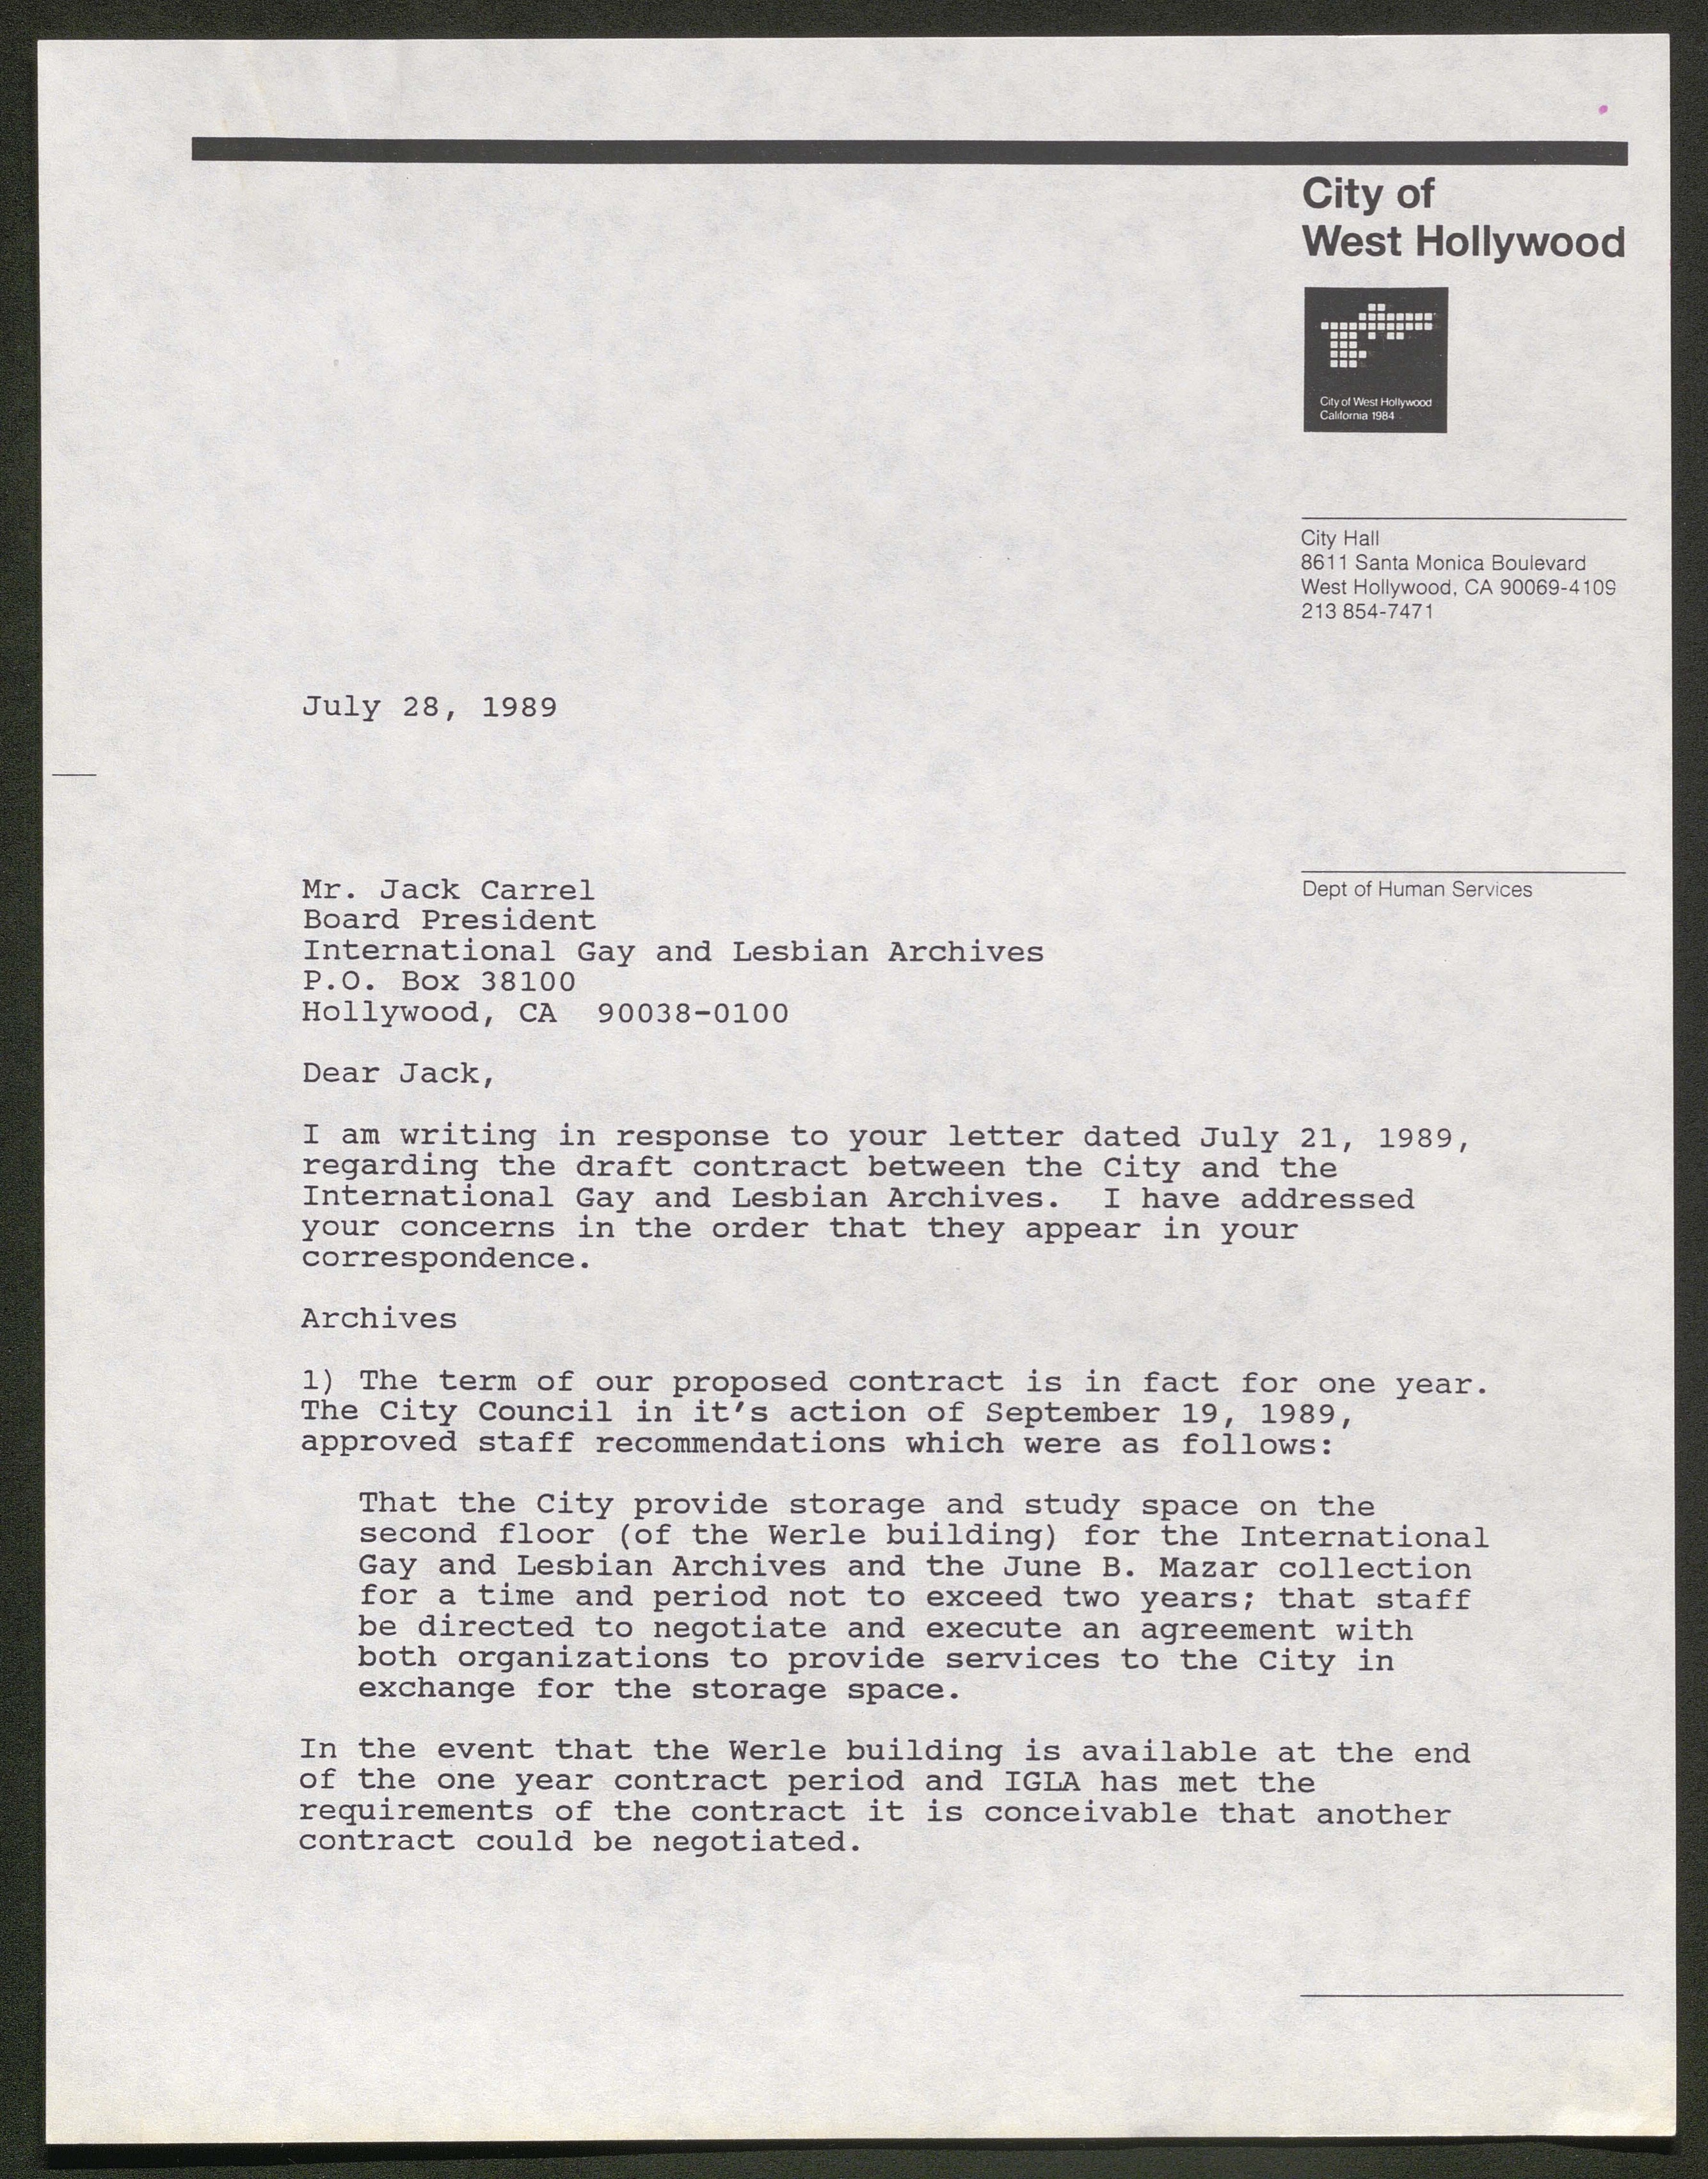 City of
West Hollywood
City of West Hollywood
California 1984
City Hall
8611 Santa Monica Boulevard
West Hollywood, CA 90069-4109
213 854-7471
July 28, 1989
Dept of Human Services
Mr. Jack Carrel
Board President
International Gay and Lesbian Archives
P.O. Box 38100
Hollywood, CA  90038-0100
Dear Jack,
I am writing in response to your letter dated July 21, 1989,
regarding the draft contract between the City and the
International Gay and Lesbian Archives.  I have addressed
your concerns in the order that they appear in your
correspondence.
Archives
1) The term of our proposed contract is in fact for one year.
The City Council in it's action of September 19, 1989,
approved staff recommendations which were as follows:
That the City provide storage and study space on the
second floor (of the Werle building) for the International
Gay and Lesbian Archives and the June B. Mazar collection
for a time and period not to exceed two years; that staff
be directed to negotiate and execute an agreement with
both organizations to provide services to the City in
exchange for the storage space.
In the event that the Werle building is available at the end
of the one year contract period and IGLA has met the
requirements of the contract it is conceivable that another
contract could be negotiated.